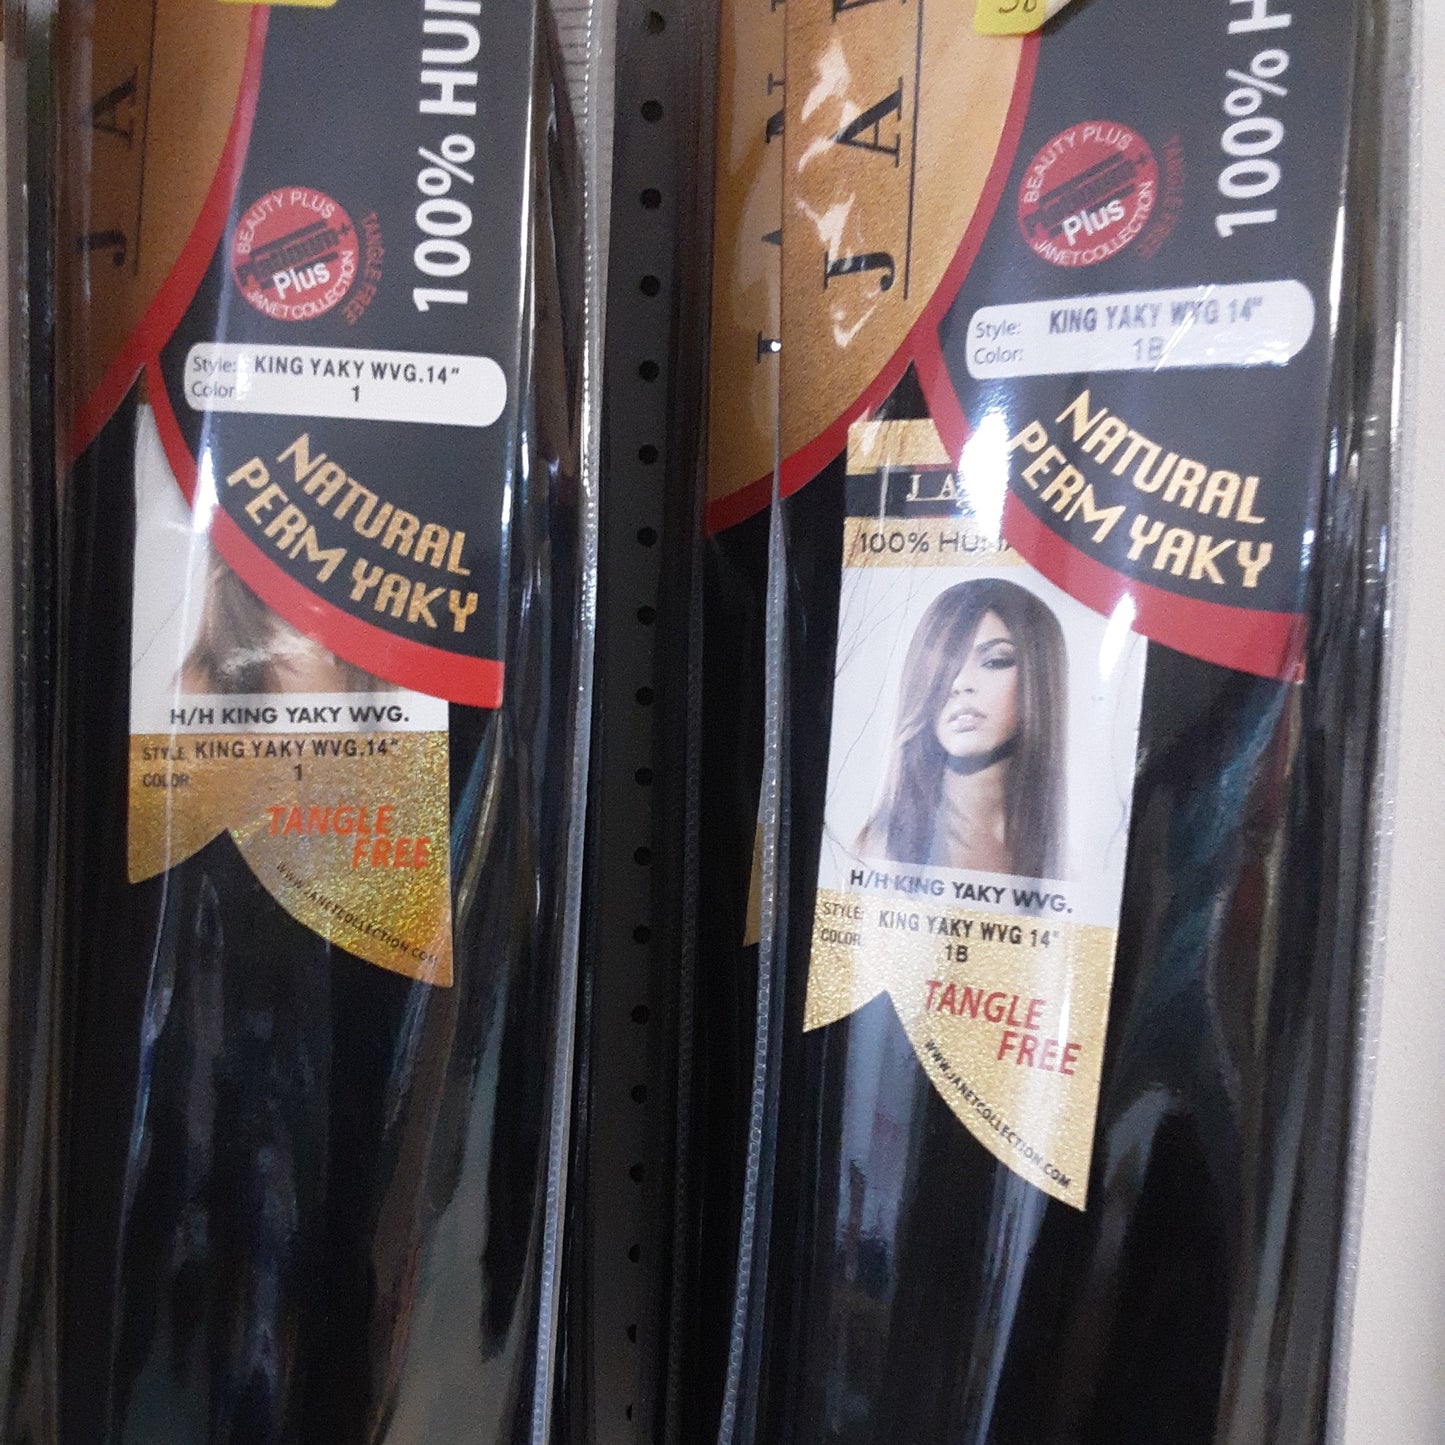 JA
100% HU
BEAUTY PLUS
Plus
JANET COLLECTION
TANGLE FREE
Style: KING YAKY WVG.14"
Color: 1
NATURAL
PERM YAKY
H/H KING YAKY WVG.
STYLE KING YAKY WVG.14"
COLOR 1
TANGLE
FREE
WWW.JANETCOLLECTION.COM
JA
100% H
BEAUTY PLUS
Plus
JANET COLLECTION
TANGLE FREE
Style: KING YAKY WVG 14"
Color: 1B
NATURAL
PERM YAKY
JA
100% HU
H/H KING YAKY WVG.
STYLE: KING YAKY WVG 14"
COLOR 1B
TANGLE
FREE
WWW.JANETCOLLECTION.COM